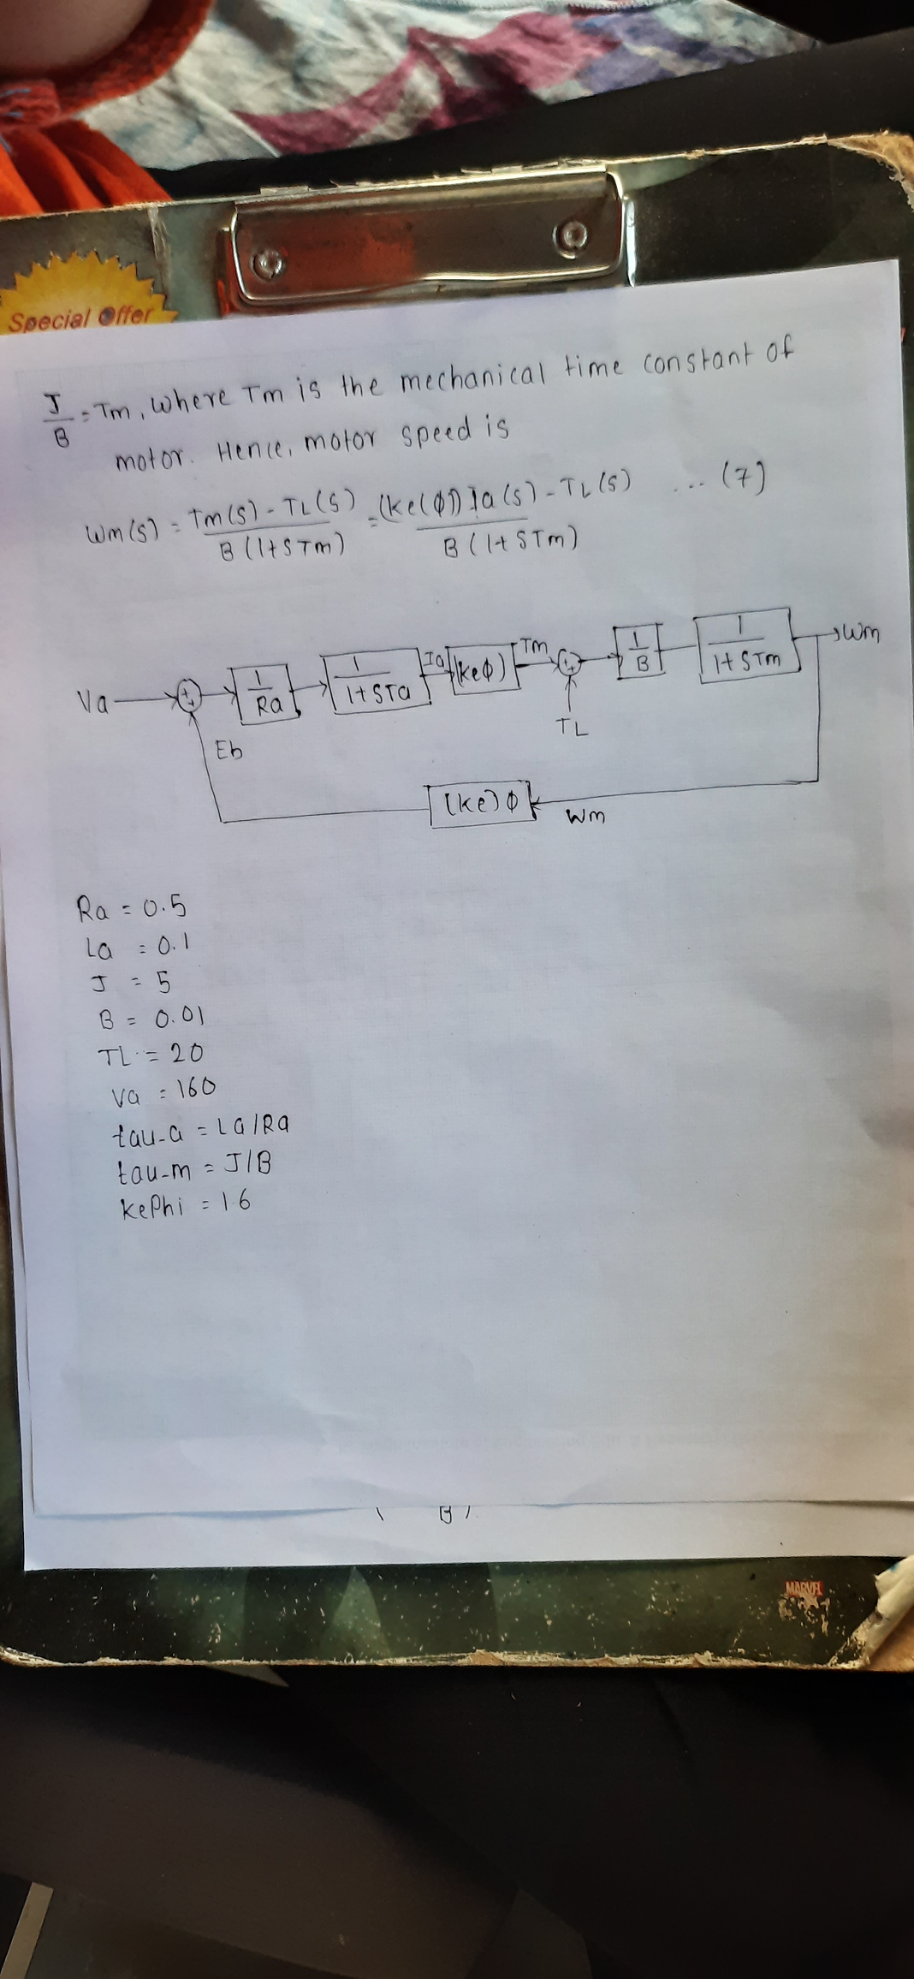 Special Offer
J/B = Tm, where Tm is the mechanical time constant of
motor. Hence, motor speed is
Wm(s) = Tm(s) - TL(s) / B(1+STm) = (ke(φ)) Ia(s) - TL(s) / B(1+STm) ... (7)
Va 1/Ra 1/1+STa Ia (keφ) Tm 1/B 1/1+STm Wm
Eb TL
(ke)φ Wm
Ra = 0.5
La = 0.1
J = 5
B = 0.01
TL = 20
Va = 160
tau-a = La/Ra
tau-m = J/B
kePhi = 1.6
MARVEL